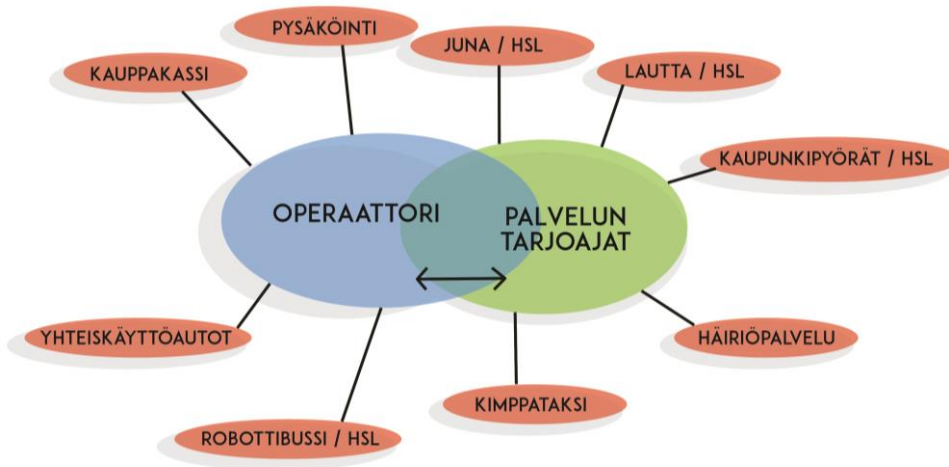 PYSÄKÖINTI
JUNA / HSL
KAUPPAKASSI
LAUTTA / HSL
KAUPUNKIPYÖRÄT / HSL
OPERAATTORI
PALVELUN
TARJOAJAT
YHTEISKÄYTTÖAUTOT
HÄIRIÖPALVELU
KIMPPATAKSI
ROBOTTIBUSSI / HSL